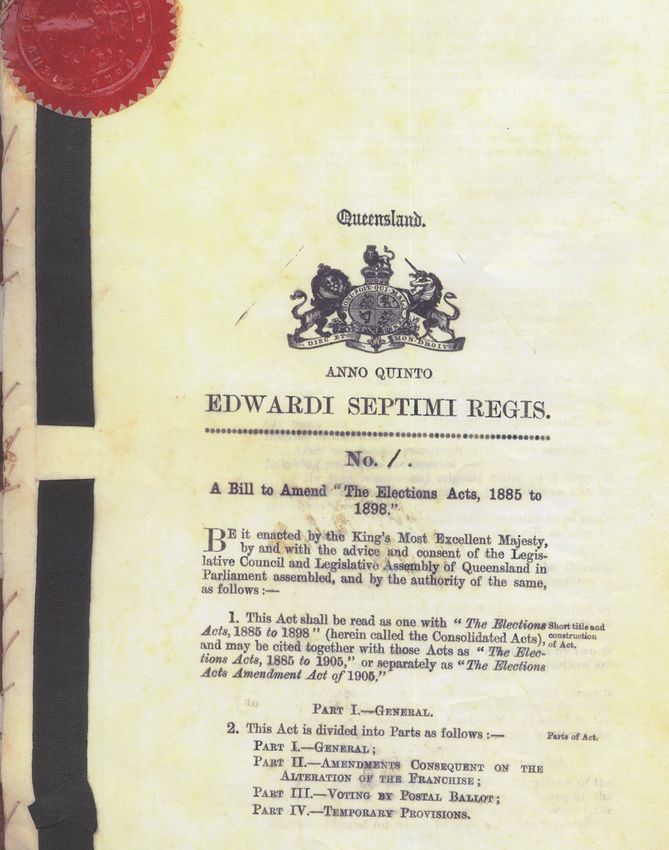 Queensland.
HONI·SOIT·QUI·MAL
DIEU ET MON·DROIT
ANNO QUINTO
EDWARDI SEPTIMI REGIS.
No. 1.
A Bill to Amend "The Elections Acts, 1885 to
1898."
BE it enacted by the King's Most Excellent Majesty,
by and with the advice and consent of the Legis-
lative Council and Legislative Assembly of Queensland in
Parliament assembled, and by the authority of the same,
as follows:—
1. This Act shall be read as one with "The Elections
Acts, 1885 to 1898" (herein called the Consolidated Acts),
and may be cited together with those Acts as "The Elec-
tions Acts, 1885 to 1905," or separately as "The Elections
Acts Amendment Act of 1905."
Short title and
construction
of Act.
PART I.—GENERAL.
2. This Act is divided into Parts as follows:—
Parts of Act.
PART I.—GENERAL;
PART II.—AMENDMENTS CONSEQUENT ON THE
ALTERATION OF THE FRANCHISE;
PART III.—VOTING BY POSTAL BALLOT;
PART IV.—TEMPORARY PROVISIONS.